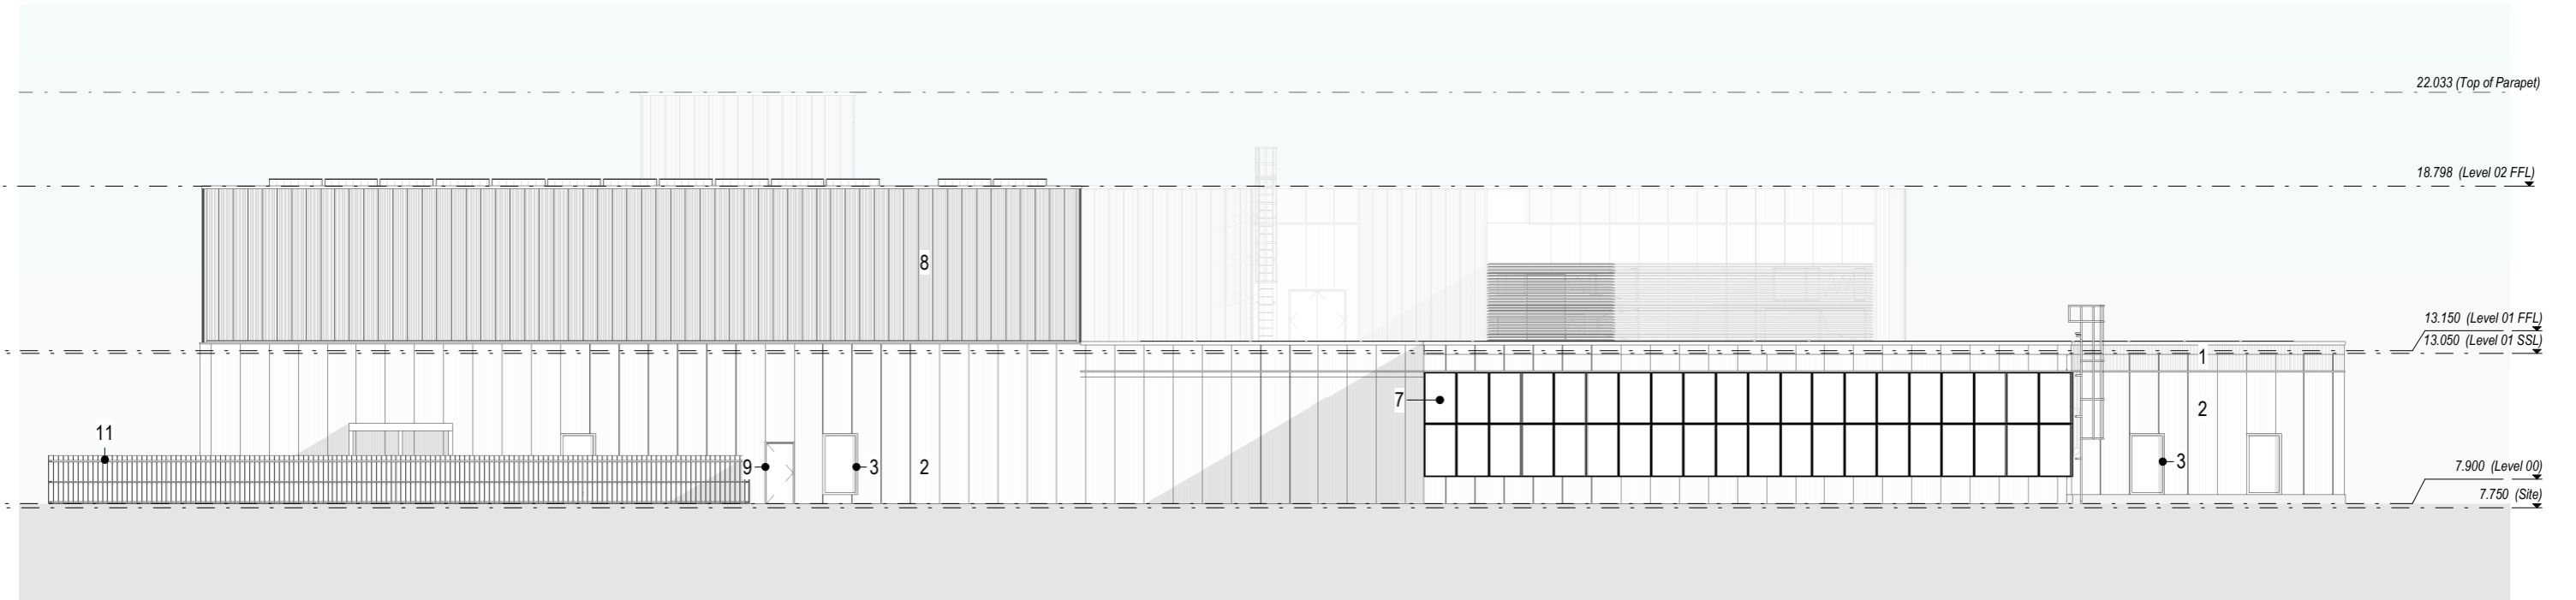 22.033 (Top of Parapet)
18.798 (Level 02 FFL)
8
13.150 (Level 01 FFL)
13.050 (Level 01 SSL)
1
7
2
11
9
3
2
3
7.900 (Level 00)
7.750 (Site)